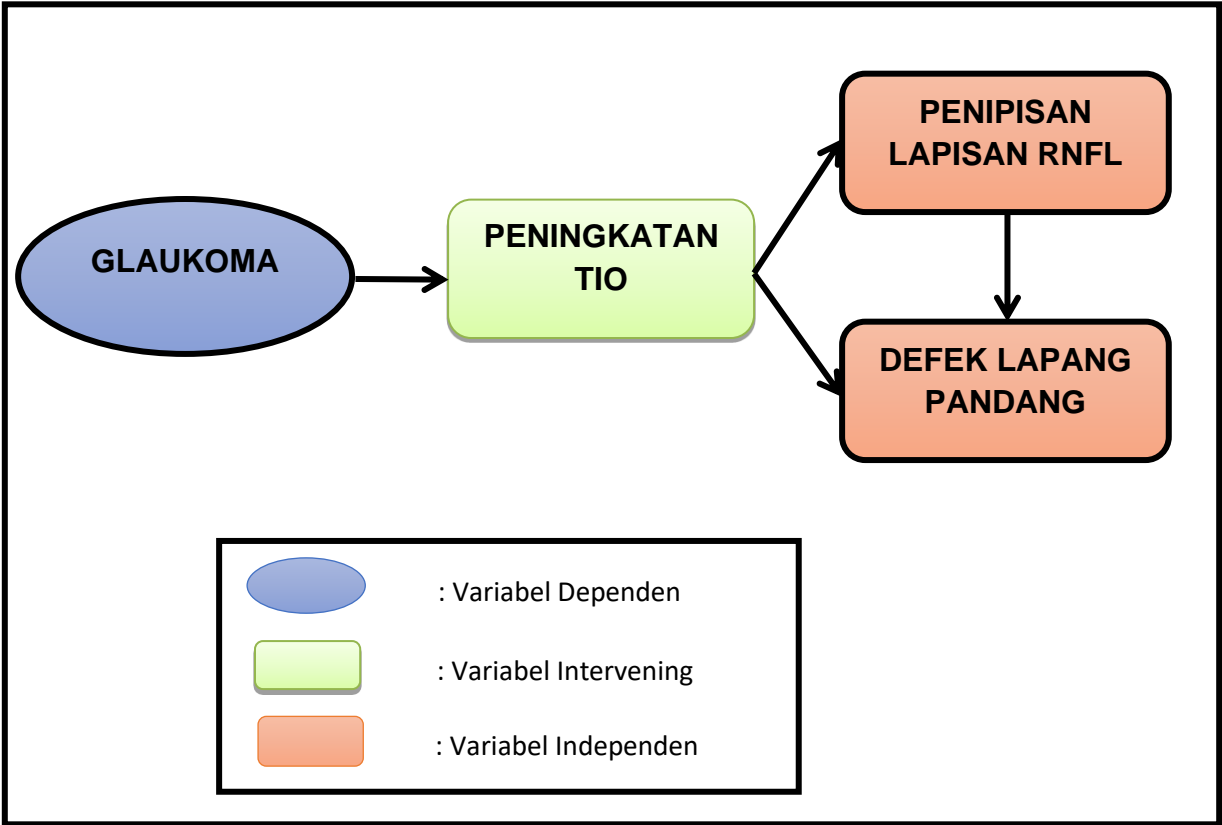 GLAUKOMA
PENINGKATAN
TIO
PENIPISAN
LAPISAN RNFL
DEFEK LAPANG
PANDANG
: Variabel Dependen
: Variabel Intervening
: Variabel Independen